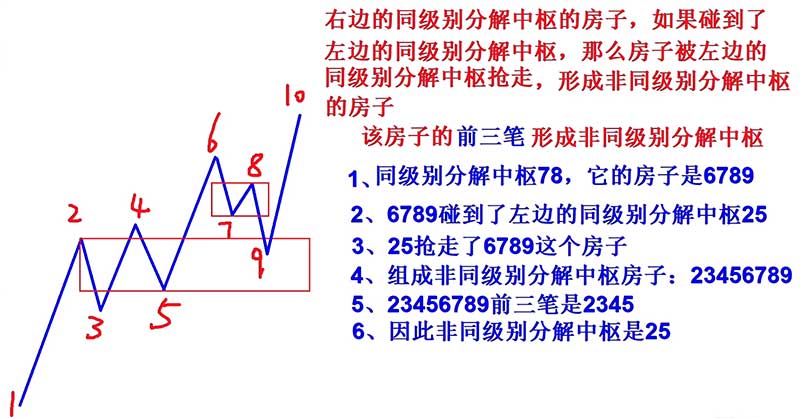 右边的同级别分解中枢的房子，如果碰到了
左边的同级别分解中枢，那么房子被左边的
同级别分解中枢抢走，形成非同级别分解中枢
的房子
该房子的前三笔形成非同级别分解中枢
1、同级别分解中枢78，它的房子是6789
2、6789碰到了左边的同级别分解中枢25
3、25抢走了6789这个房子
4、组成非同级别分解中枢房子：23456789
5、23456789前三笔是2345
6、因此非同级别分解中枢是25
10
6
8
2
4
7
9
3
5
1